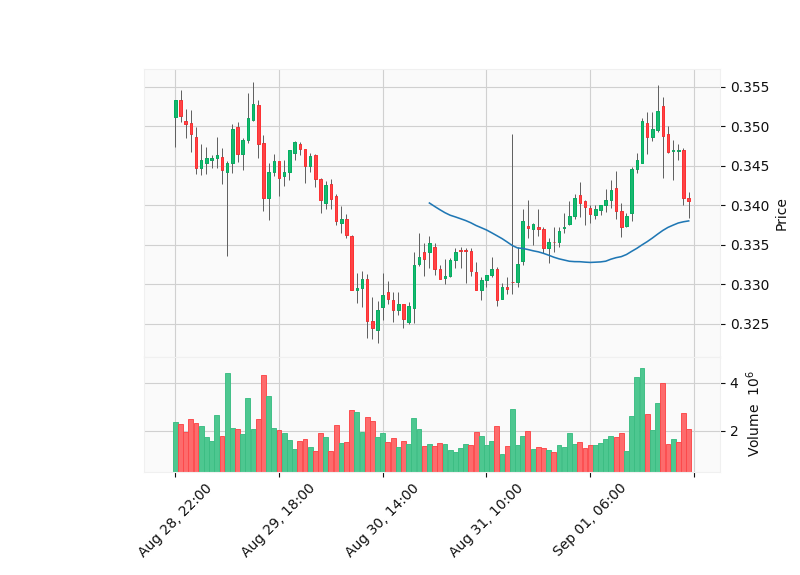 0.355
0.350
0.345
0.340
0.335
0.330
0.325
Price
4
2
Volume 10⁶
Aug 28, 22:00
Aug 29, 18:00
Aug 30, 14:00
Aug 31, 10:00
Sep 01, 06:00